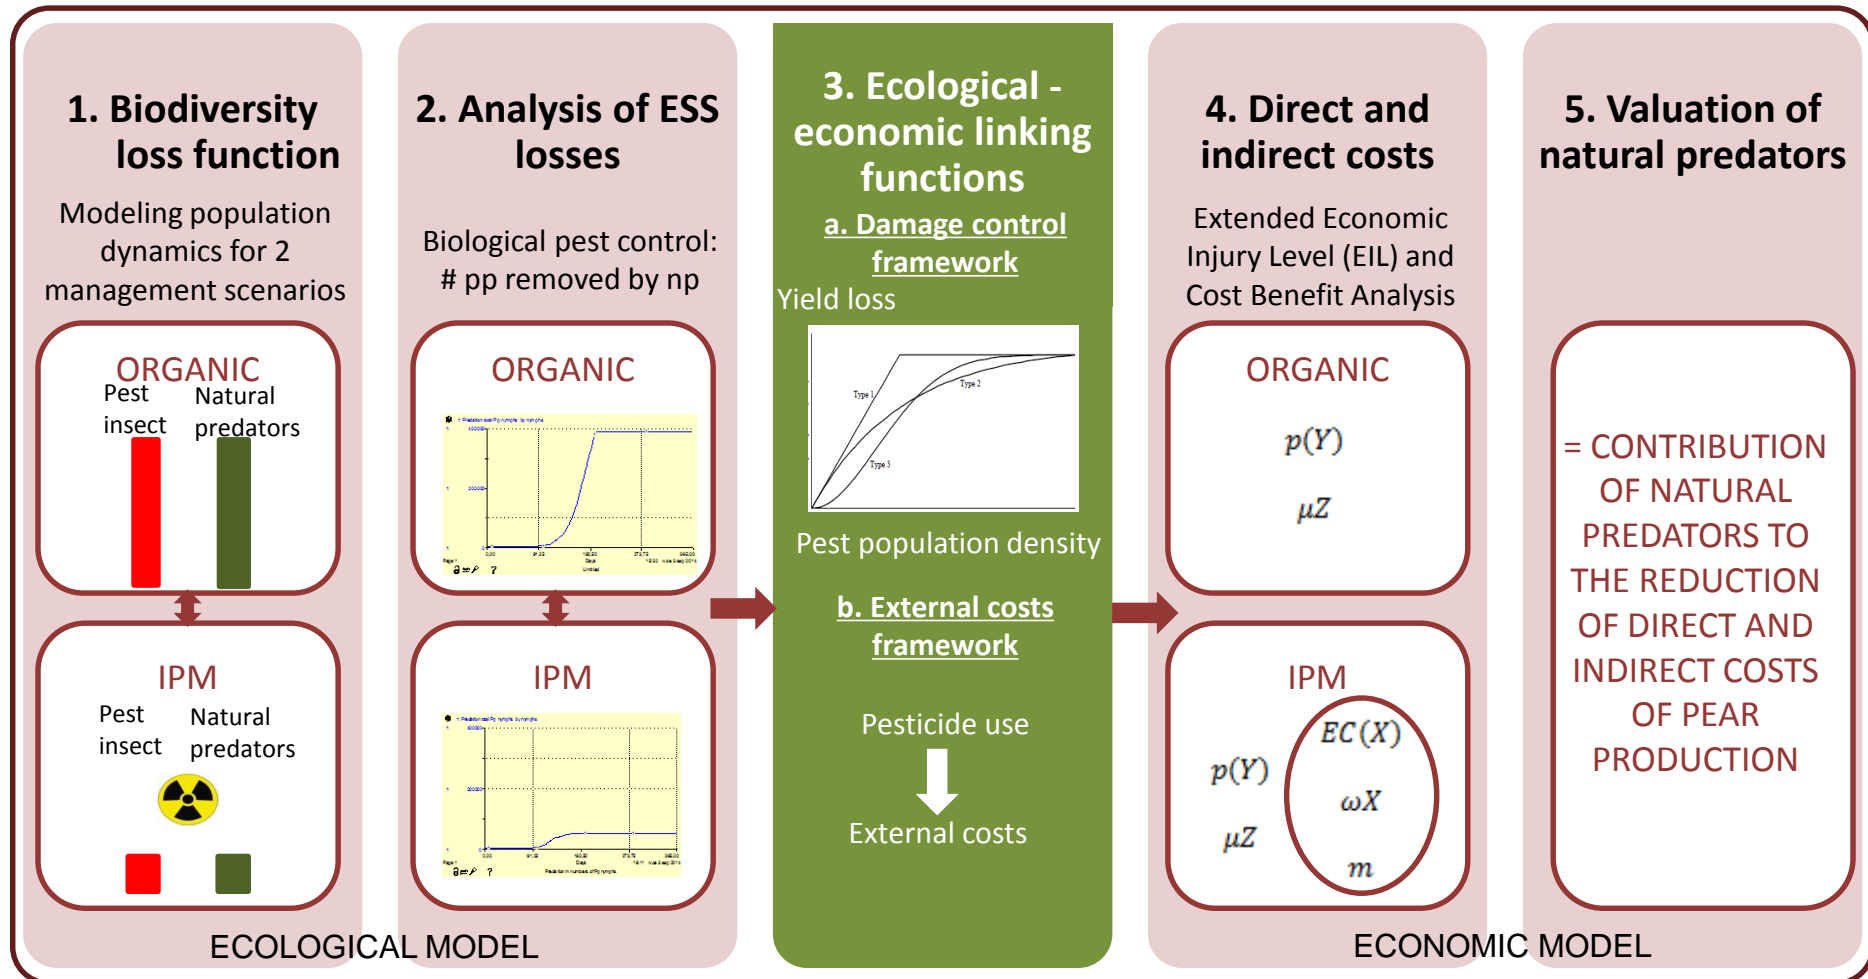 1. Biodiversity
loss function
Modeling population
dynamics for 2
management scenarios
ORGANIC
Pest
insect
Natural
predators
IPM
Pest
insect
Natural
predators
2. Analysis of ESS
losses
Biological pest control:
# pp removed by np
ORGANIC
IPM
3. Ecological -
economic linking
functions
a. Damage control
framework
Yield loss
Type 1
Type 2
Type 3
Pest population density
b. External costs
framework
Pesticide use
External costs
4. Direct and
indirect costs
Extended Economic
Injury Level (EIL) and
Cost Benefit Analysis
ORGANIC
p(Y)
μZ
IPM
p(Y)
μZ
EC(X)
ωX
m
5. Valuation of
natural predators
= CONTRIBUTION
OF NATURAL
PREDATORS TO
THE REDUCTION
OF DIRECT AND
INDIRECT COSTS
OF PEAR
PRODUCTION
ECOLOGICAL MODEL
ECONOMIC MODEL